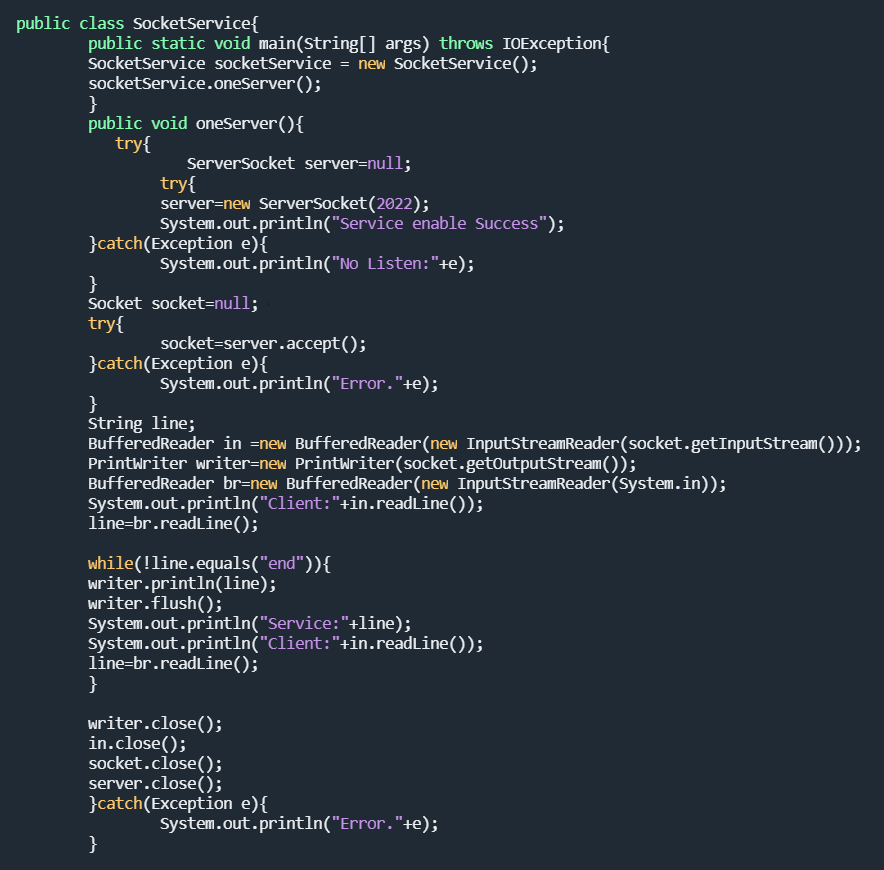 public class SocketService{
public static void main(String[] args) throws IOException{
SocketService socketService = new SocketService();
socketService.oneServer();
}
public void oneServer(){
try{
ServerSocket server=null;
try{
server=new ServerSocket(2022);
System.out.println("Service enable Success");
}catch(Exception e){
System.out.println("No Listen:"+e);
}
Socket socket=null;
try{
socket=server.accept();
}catch(Exception e){
System.out.println("Error."+e);
}
String line;
BufferedReader in =new BufferedReader(new InputStreamReader(socket.getInputStream()));
PrintWriter writer=new PrintWriter(socket.getOutputStream());
BufferedReader br=new BufferedReader(new InputStreamReader(System.in));
System.out.println("Client:"+in.readLine());
line=br.readLine();
while(!line.equals("end")){
writer.println(line);
writer.flush();
System.out.println("Service:"+line);
System.out.println("Client:"+in.readLine());
line=br.readLine();
}
writer.close();
in.close();
socket.close();
server.close();
}catch(Exception e){
System.out.println("Error."+e);
}